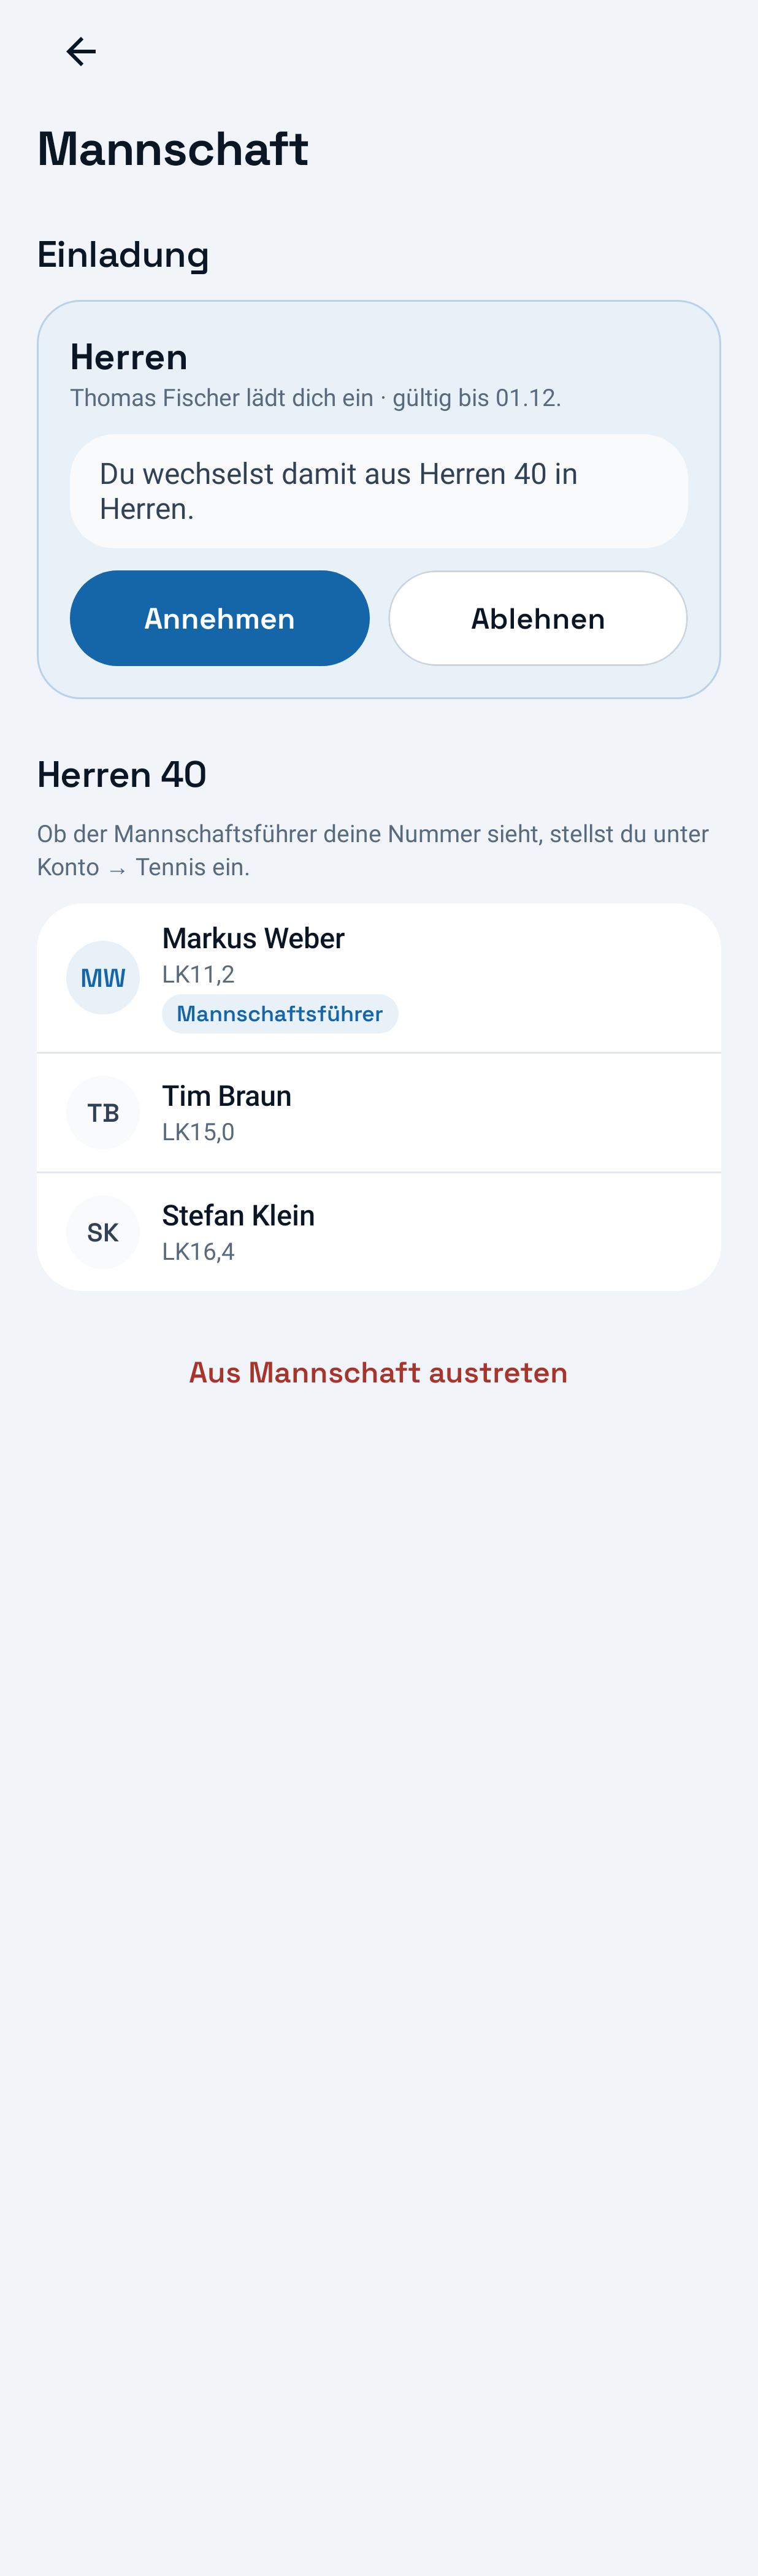 Mannschaft
Einladung
Herren
Thomas Fischer lädt dich ein · gültig bis 01.12.
Du wechselst damit aus Herren 40 in
Herren.
Annehmen
Ablehnen
Herren 40
Ob der Mannschaftsführer deine Nummer sieht, stellst du unter
Konto → Tennis ein.
MW
Markus Weber
LK11,2
Mannschaftsführer
TB
Tim Braun
LK15,0
SK
Stefan Klein
LK16,4
Aus Mannschaft austreten